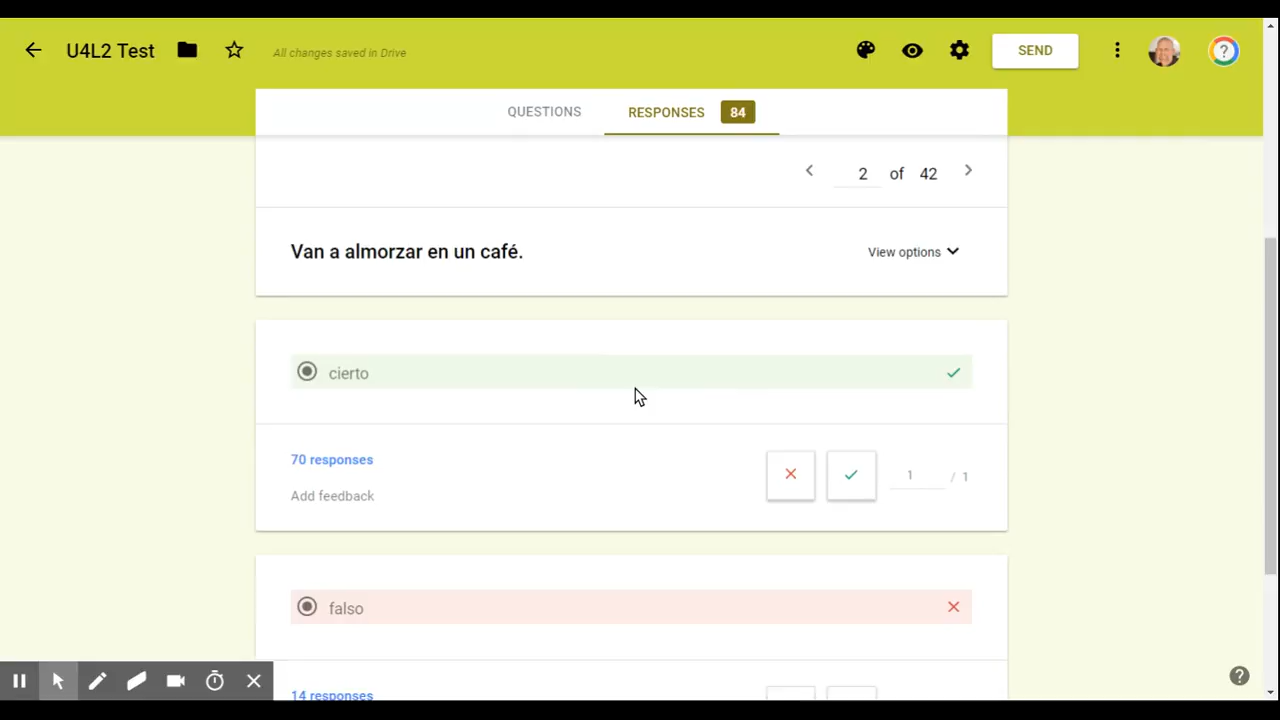 U4L2 Test
All changes saved in Drive
SEND
?
QUESTIONS
RESPONSES 84
2 of 42
Van a almorzar en un café.
View options
cierto
70 responses
1 / 1
Add feedback
falso
14 responses
?